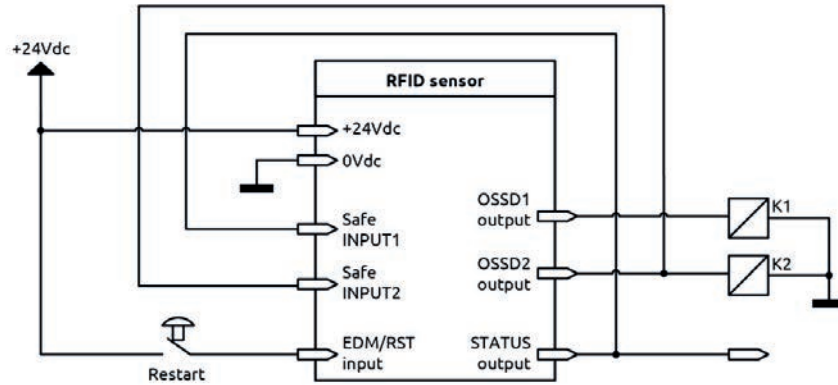 +24Vdc
RFID sensor
+24Vdc
0Vdc
Safe
INPUT1
Safe
INPUT2
EDM/RST
input
OSSD1
output
OSSD2
output
STATUS
output
K1
K2
Restart